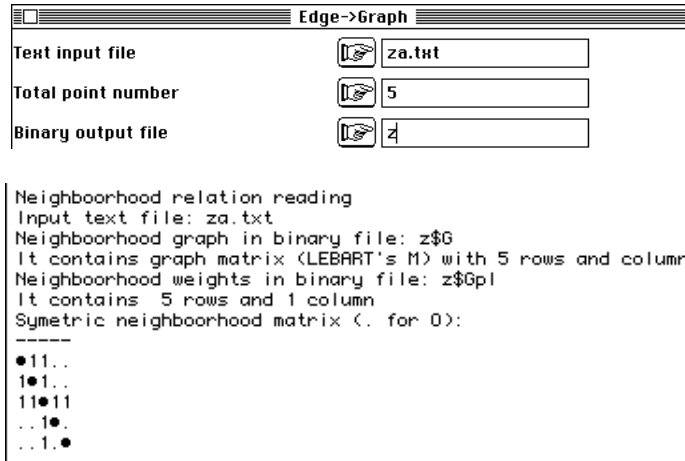 Edge->Graph
Text input file za.txt
Total point number 5
Binary output file z
Neighboorhood relation reading
Input text file: za.txt
Neighboorhood graph in binary file: z$G
It contains graph matrix (LEBART's M) with 5 rows and column
Neighboorhood weights in binary file: z$Gpl
It contains  5 rows and 1 column
Symetric neighboorhood matrix (. for 0):
-----
●11..
1●1..
11●11
..1●.
..1.●